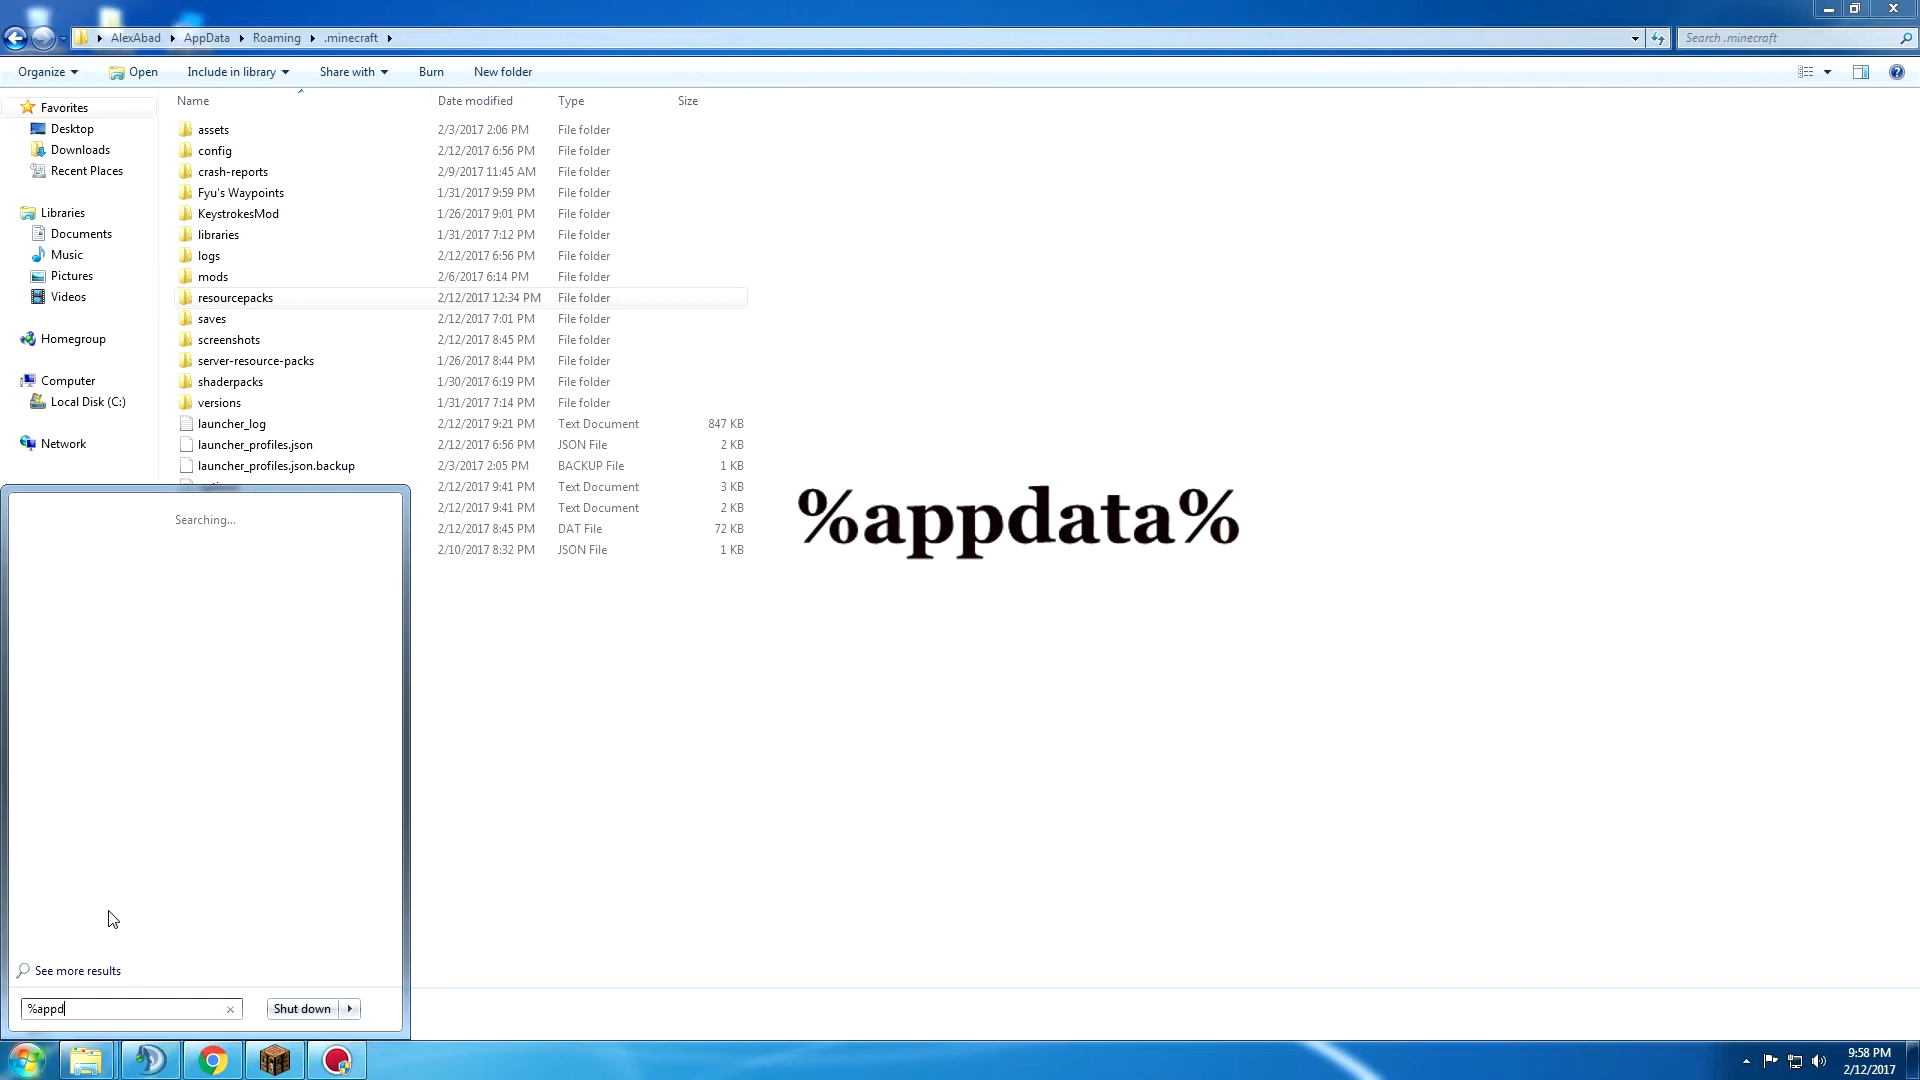 AlexAbad AppData Roaming .minecraft
Search .minecraft
Organize Open Include in library Share with Burn New folder
Name Date modified Type Size
Favorites
Desktop
Downloads
Recent Places
Libraries
Documents
Music
Pictures
Videos
Homegroup
Computer
Local Disk (C:)
Network
assets 2/3/2017 2:06 PM File folder
config 2/12/2017 6:56 PM File folder
crash-reports 2/9/2017 11:45 AM File folder
Fyu's Waypoints 1/31/2017 9:59 PM File folder
KeystrokesMod 1/26/2017 9:01 PM File folder
libraries 1/31/2017 7:12 PM File folder
logs 2/12/2017 6:56 PM File folder
mods 2/6/2017 6:14 PM File folder
resourcepacks 2/12/2017 12:34 PM File folder
saves 2/12/2017 7:01 PM File folder
screenshots 2/12/2017 8:45 PM File folder
server-resource-packs 1/26/2017 8:44 PM File folder
shaderpacks 1/30/2017 6:19 PM File folder
versions 1/31/2017 7:14 PM File folder
launcher_log 2/12/2017 9:21 PM Text Document 847 KB
launcher_profiles.json 2/12/2017 6:56 PM JSON File 2 KB
launcher_profiles.json.backup 2/3/2017 2:05 PM BACKUP File 1 KB
2/12/2017 9:41 PM Text Document 3 KB
2/12/2017 9:41 PM Text Document 2 KB
2/12/2017 8:45 PM DAT File 72 KB
2/10/2017 8:32 PM JSON File 1 KB
%appdata%
Searching...
See more results
%appd
Shut down
9:58 PM
2/12/2017